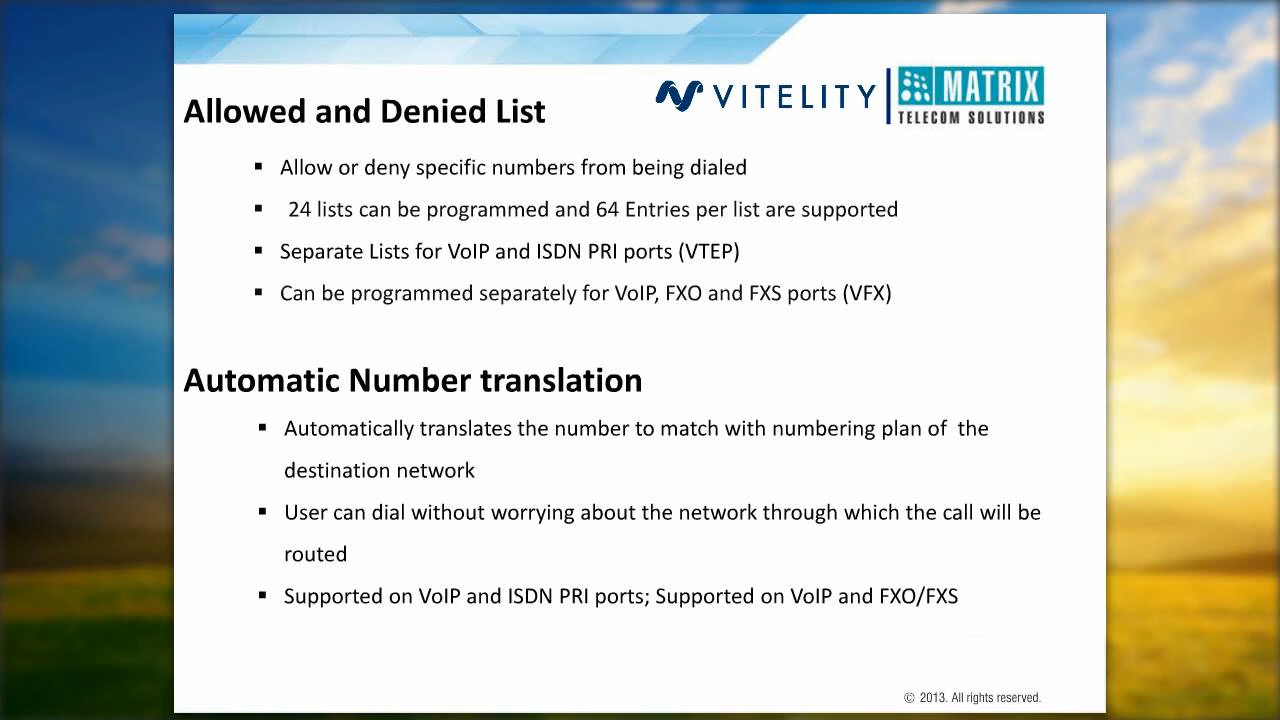 VITELITY
MATRIX
TELECOM SOLUTIONS
Allowed and Denied List
▪ Allow or deny specific numbers from being dialed
▪ 24 lists can be programmed and 64 Entries per list are supported
▪ Separate Lists for VoIP and ISDN PRI ports (VTEP)
▪ Can be programmed separately for VoIP, FXO and FXS ports (VFX)
Automatic Number translation
▪ Automatically translates the number to match with numbering plan of the
destination network
▪ User can dial without worrying about the network through which the call will be
routed
▪ Supported on VoIP and ISDN PRI ports; Supported on VoIP and FXO/FXS
© 2013. All rights reserved.